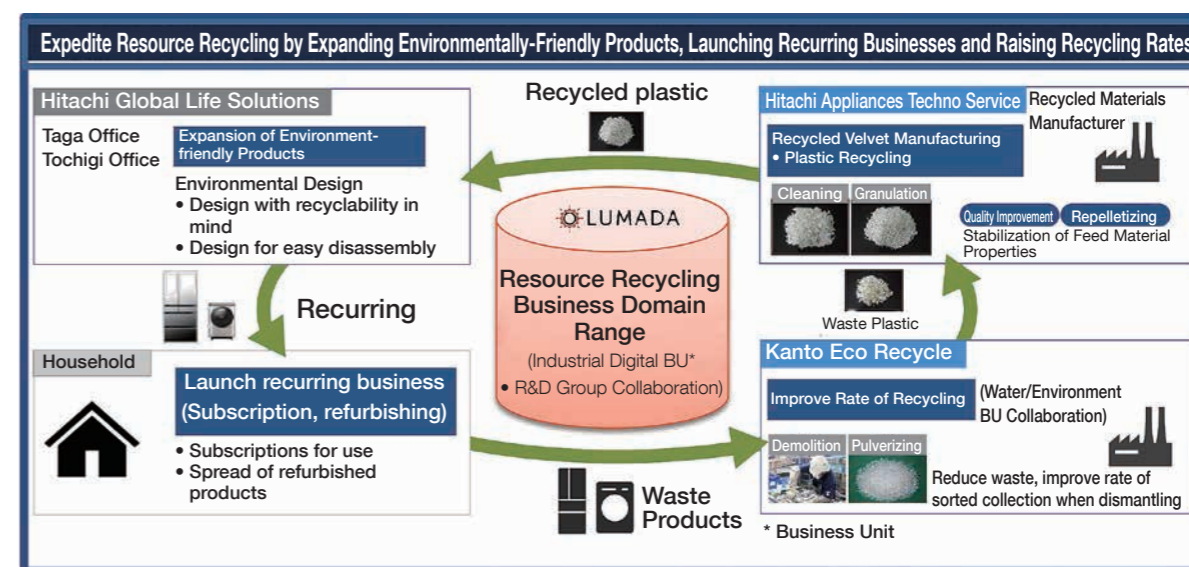 Expedite Resource Recycling by Expanding Environmentally-Friendly Products, Launching Recurring Businesses and Raising Recycling Rates
Hitachi Global Life Solutions
Taga Office
Tochigi Office
Expansion of Environment-
friendly Products
Environmental Design
• Design with recyclability in
mind
• Design for easy disassembly
Recycled plastic
Hitachi Appliances Techno Service
Recycled Materials
Manufacturer
Recycled Velvet Manufacturing
• Plastic Recycling
Cleaning
Granulation
Quality Improvement
Repelletizing
Stabilization of Feed Material
Properties
LUMADA
Resource Recycling
Business Domain
Range
(Industrial Digital BU*
• R&D Group Collaboration)
Recurring
Waste Plastic
Household
Launch recurring business
(Subscription, refurbishing)
• Subscriptions for use
• Spread of refurbished
products
Kanto Eco Recycle
Improve Rate of Recycling
(Water/Environment
BU Collaboration)
Demolition
Pulverizing
Reduce waste, improve rate of
sorted collection when dismantling
Waste
Products
* Business Unit